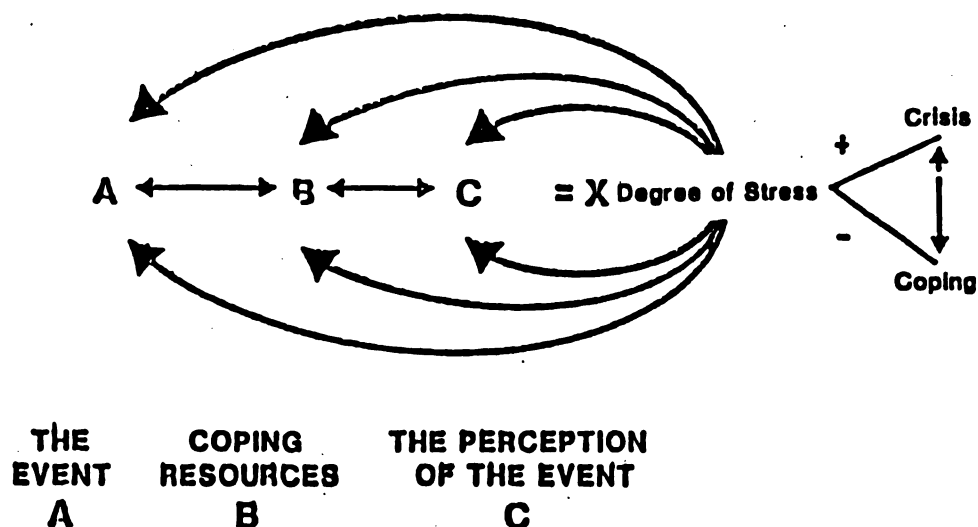 Crisis
+
A B C = X Degree of Stress
-
Coping
THE COPING THE PERCEPTION
EVENT RESOURCES OF THE EVENT
A B C